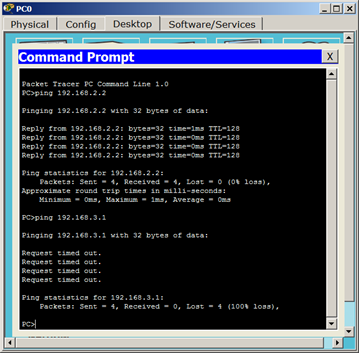 PC0
Physical Config Desktop Software/Services
Command Prompt X
Packet Tracer PC Command Line 1.0
PC>ping 192.168.2.2
Pinging 192.168.2.2 with 32 bytes of data:
Reply from 192.168.2.2: bytes=32 time=1ms TTL=128
Reply from 192.168.2.2: bytes=32 time=0ms TTL=128
Reply from 192.168.2.2: bytes=32 time=0ms TTL=128
Reply from 192.168.2.2: bytes=32 time=0ms TTL=128
Ping statistics for 192.168.2.2:
Packets: Sent = 4, Received = 4, Lost = 0 (0% loss),
Approximate round trip times in milli-seconds:
Minimum = 0ms, Maximum = 1ms, Average = 0ms
PC>ping 192.168.3.1
Pinging 192.168.3.1 with 32 bytes of data:
Request timed out.
Request timed out.
Request timed out.
Request timed out.
Ping statistics for 192.168.3.1:
Packets: Sent = 4, Received = 0, Lost = 4 (100% loss),
PC>